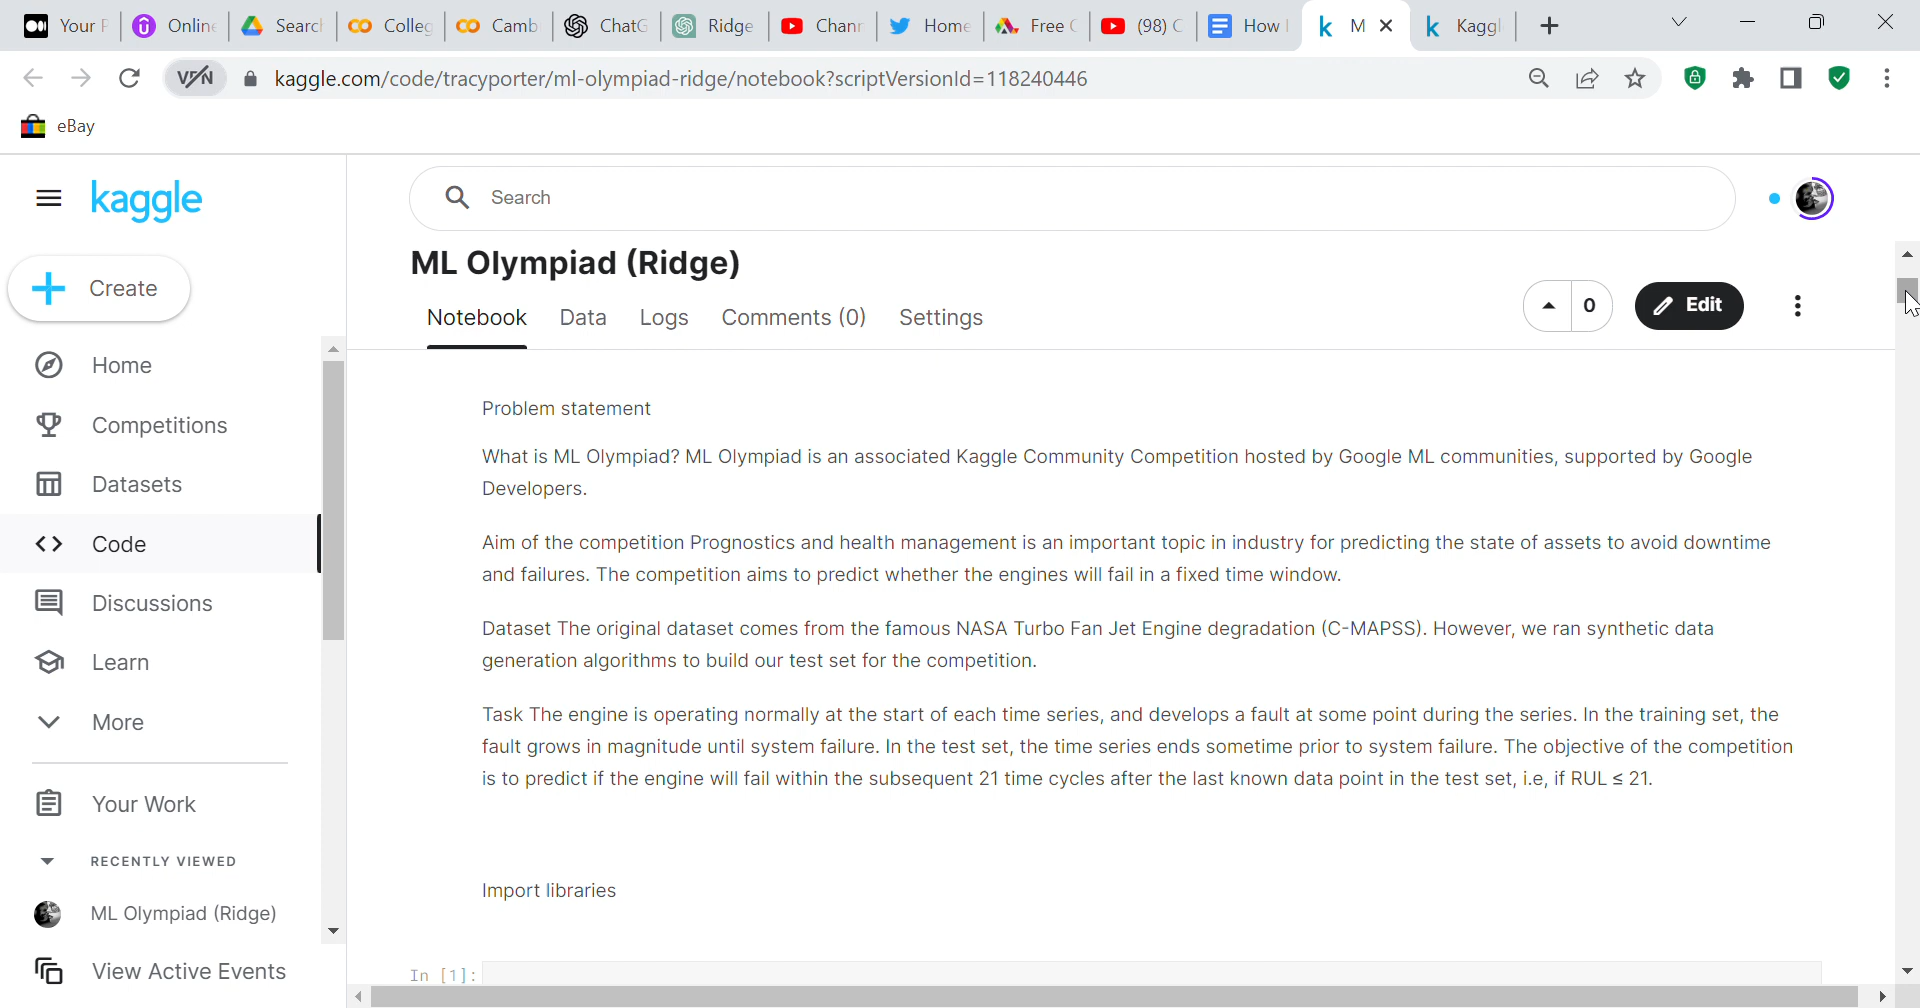 Your P
Online
Search
Colleg
Camb
ChatG
Ridge
Chann
Home
Free C
(98) C
How I
M
Kaggl
VPN
kaggle.com/code/tracyporter/ml-olympiad-ridge/notebook?scriptVersionId=118240446
eBay
kaggle
Search
ML Olympiad (Ridge)
Create
Notebook Data Logs Comments (0) Settings
0
Edit
Home
Competitions
Datasets
Code
Discussions
Learn
More
Your Work
RECENTLY VIEWED
ML Olympiad (Ridge)
View Active Events
Problem statement
What is ML Olympiad? ML Olympiad is an associated Kaggle Community Competition hosted by Google ML communities, supported by Google
Developers.
Aim of the competition Prognostics and health management is an important topic in industry for predicting the state of assets to avoid downtime
and failures. The competition aims to predict whether the engines will fail in a fixed time window.
Dataset The original dataset comes from the famous NASA Turbo Fan Jet Engine degradation (C-MAPSS). However, we ran synthetic data
generation algorithms to build our test set for the competition.
Task The engine is operating normally at the start of each time series, and develops a fault at some point during the series. In the training set, the
fault grows in magnitude until system failure. In the test set, the time series ends sometime prior to system failure. The objective of the competition
is to predict if the engine will fail within the subsequent 21 time cycles after the last known data point in the test set, i.e, if RUL ≤ 21.
Import libraries
In [1]: